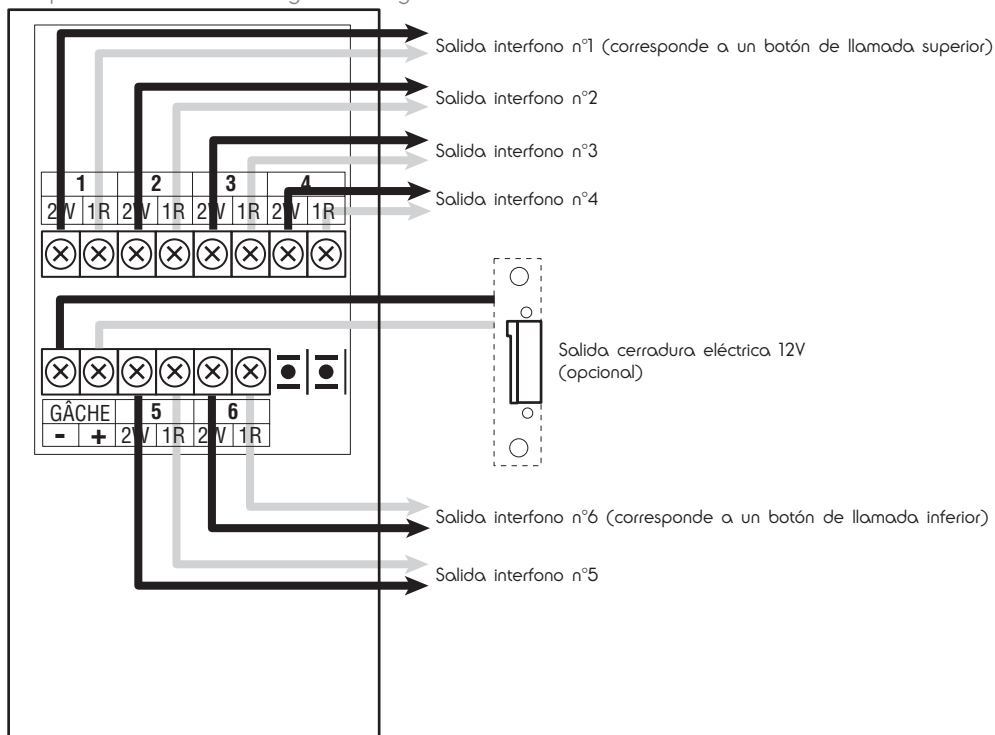 Salida interfono n°1 (corresponde a un botón de llamada superior)
Salida interfono n°2
Salida interfono n°3
Salida interfono n°4
1 2 3 4
2W 1R 2W 1R 2W 1R 2W 1R
Salida cerradura eléctrica 12V
(opcional)
GÂCHE 5 6
- + 2W 1R 2W 1R
Salida interfono n°6 (corresponde a un botón de llamada inferior)
Salida interfono n°5